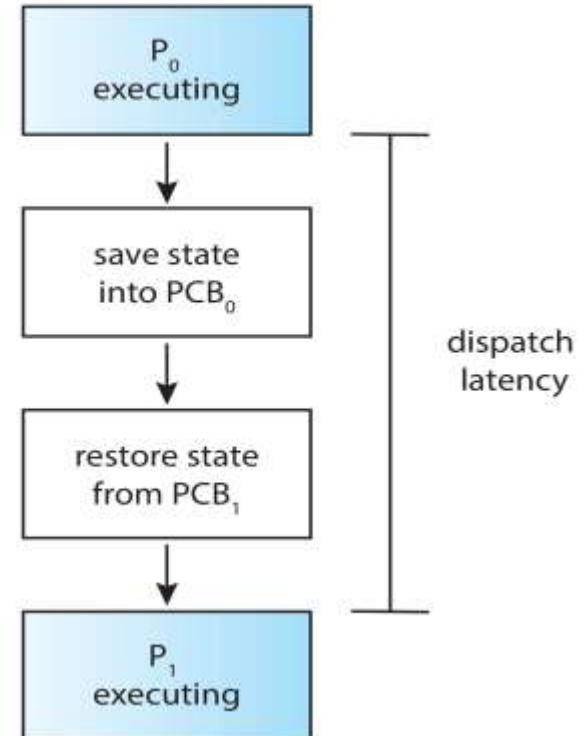 P₀
executing
save state
into PCB₀
dispatch
latency
restore state
from PCB₁
P₁
executing